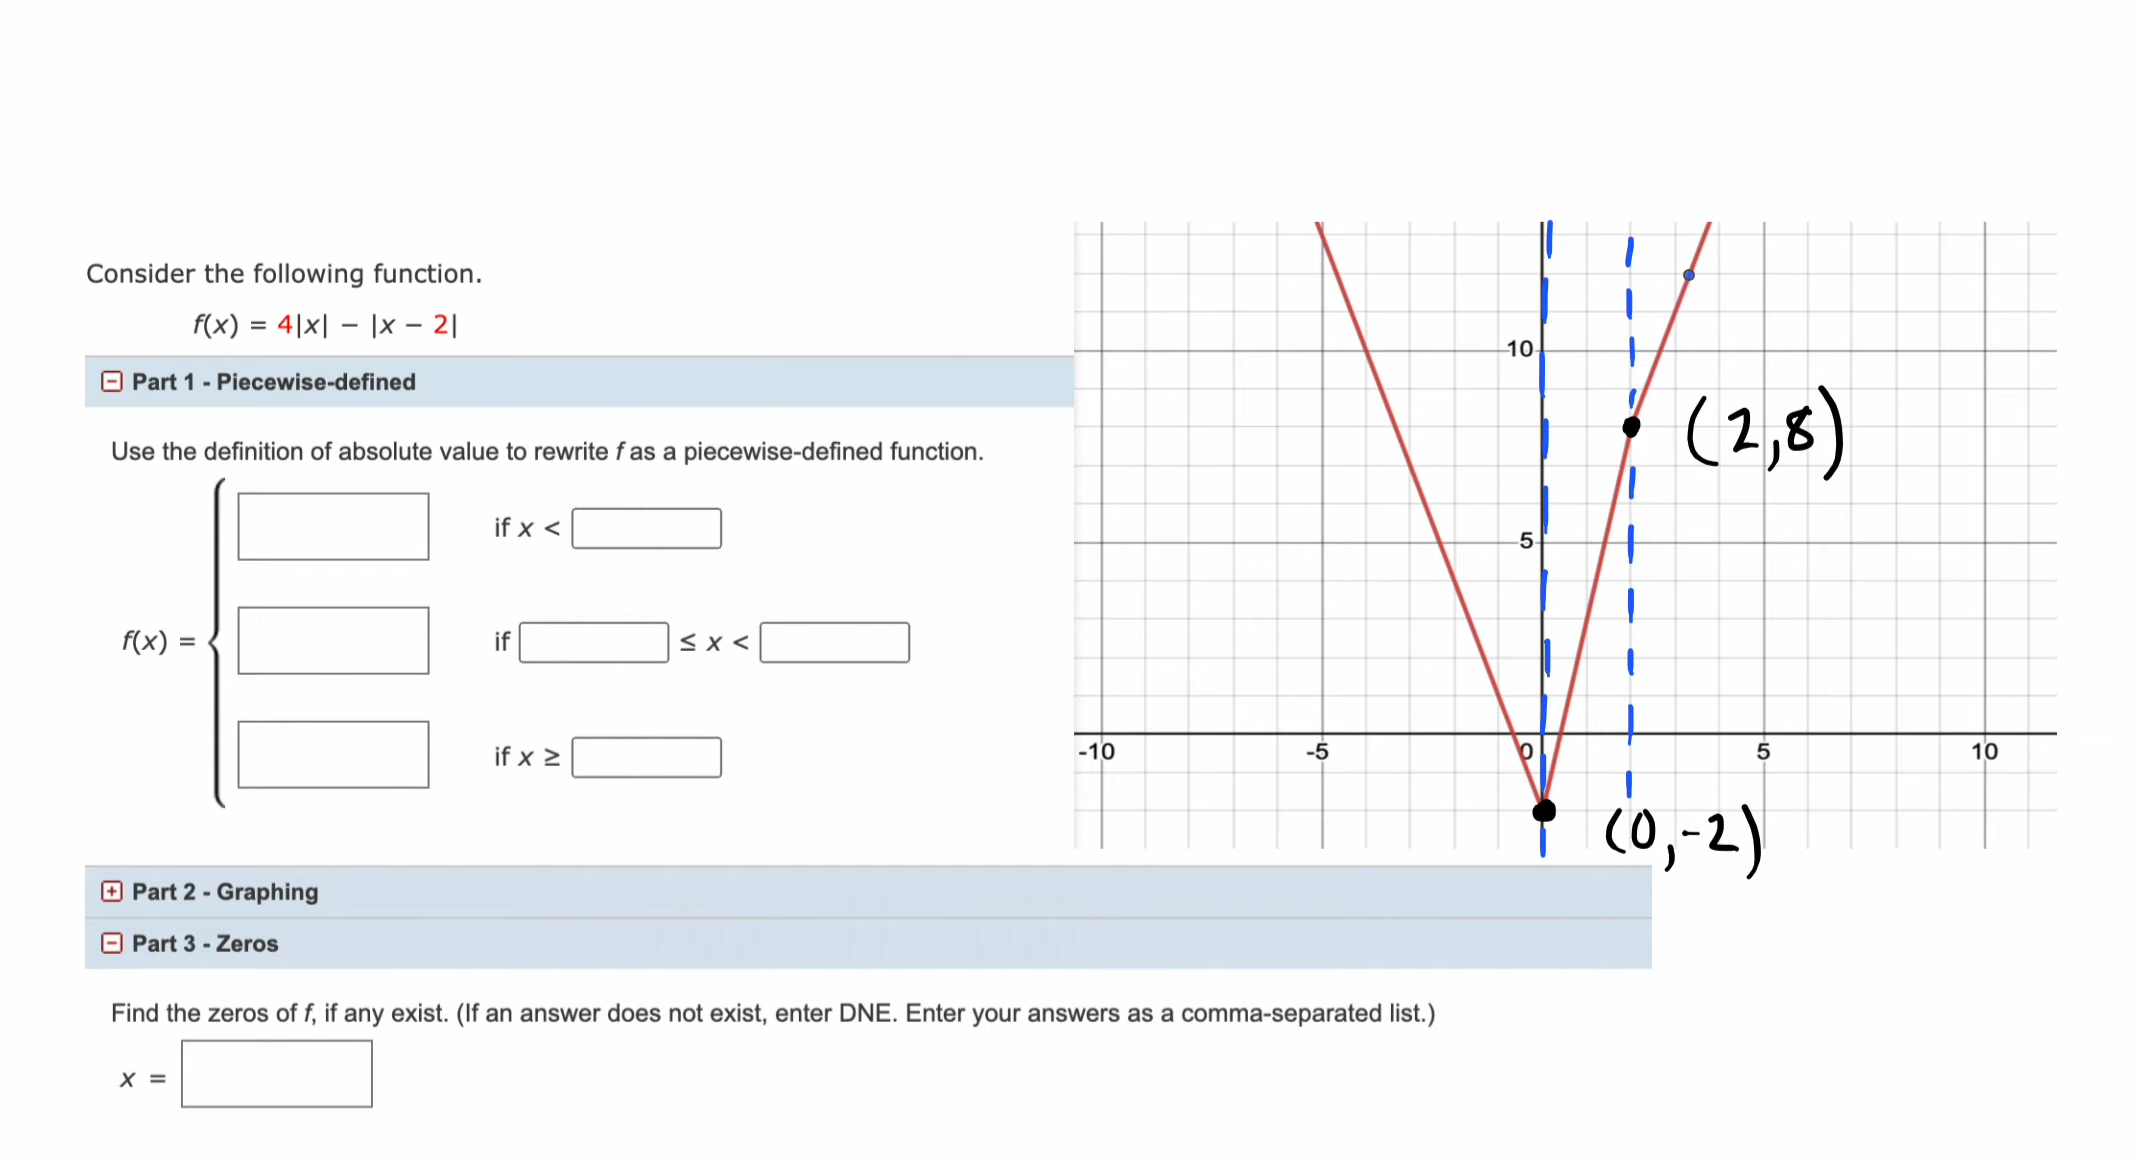 Consider the following function.
f(x) = 4|x| − |x − 2|
Part 1 - Piecewise-defined
Use the definition of absolute value to rewrite f as a piecewise-defined function.
if x <
f(x) =
if ≤ x <
if x ≥
10
5
-10
-5
0
5
10
(2,8)
(0,-2)
Part 2 - Graphing
Part 3 - Zeros
Find the zeros of f, if any exist. (If an answer does not exist, enter DNE. Enter your answers as a comma-separated list.)
x =